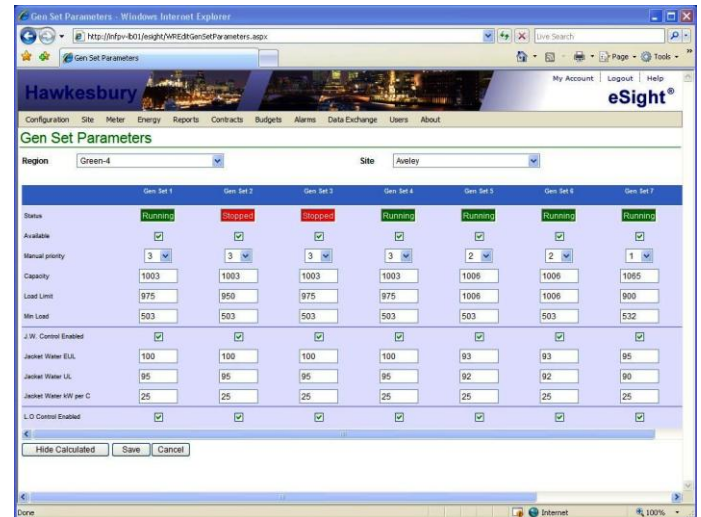 Gen Set Parameters - Windows Internet Explorer
http://infpv-lb01/esight/WREditGenSetParameters.aspx
Live Search
Gen Set Parameters
Page
Tools
My Account Logout Help
Hawkesbury
eSight®
Configuration Site Meter Energy Reports Contracts Budgets Alarms Data Exchange Users About
Gen Set Parameters
Region Green-4 Site Aveley
Gen Set 1 Gen Set 2 Gen Set 3 Gen Set 4 Gen Set 5 Gen Set 6 Gen Set 7
Status Running Stopped Stopped Running Running Running Running
Available
Manual priority 3 3 3 3 2 2 1
Capacity 1003 1003 1003 1003 1006 1006 1065
Load Limit 975 950 975 975 1006 1006 900
Min Load 503 503 503 503 503 503 532
J.W. Control Enabled
Jacket Water EUL 100 100 100 100 93 93 95
Jacket Water UL 95 95 95 95 92 92 90
Jacket Water kW per C 25 25 25 25 25 25 25
L.O Control Enabled
Hide Calculated Save Cancel
Done Internet 100%